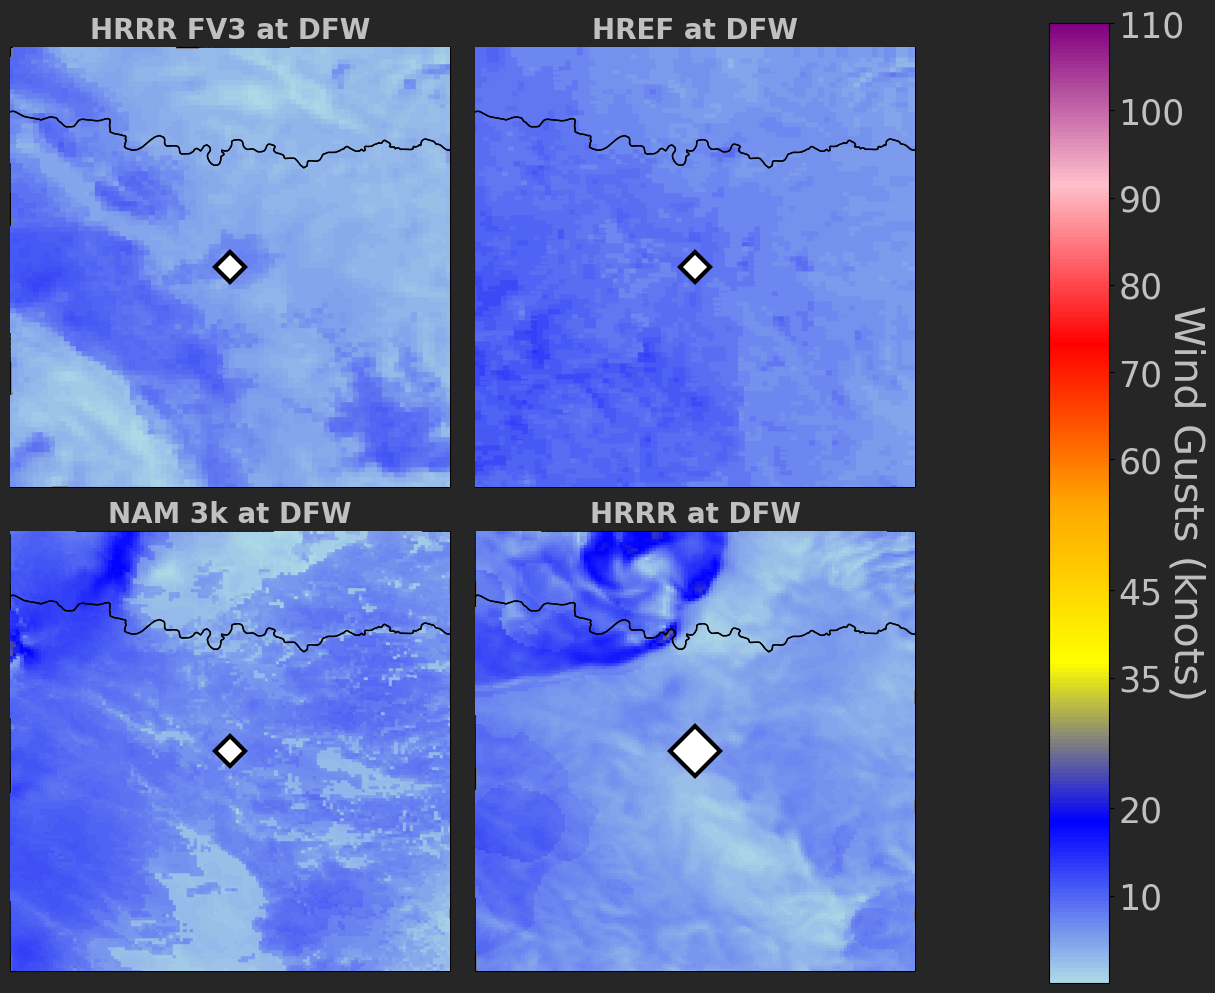 HRRR FV3 at DFW
HREF at DFW
NAM 3k at DFW
HRRR at DFW
110
100
90
80
70
60
45
35
20
10
Wind Gusts (knots)